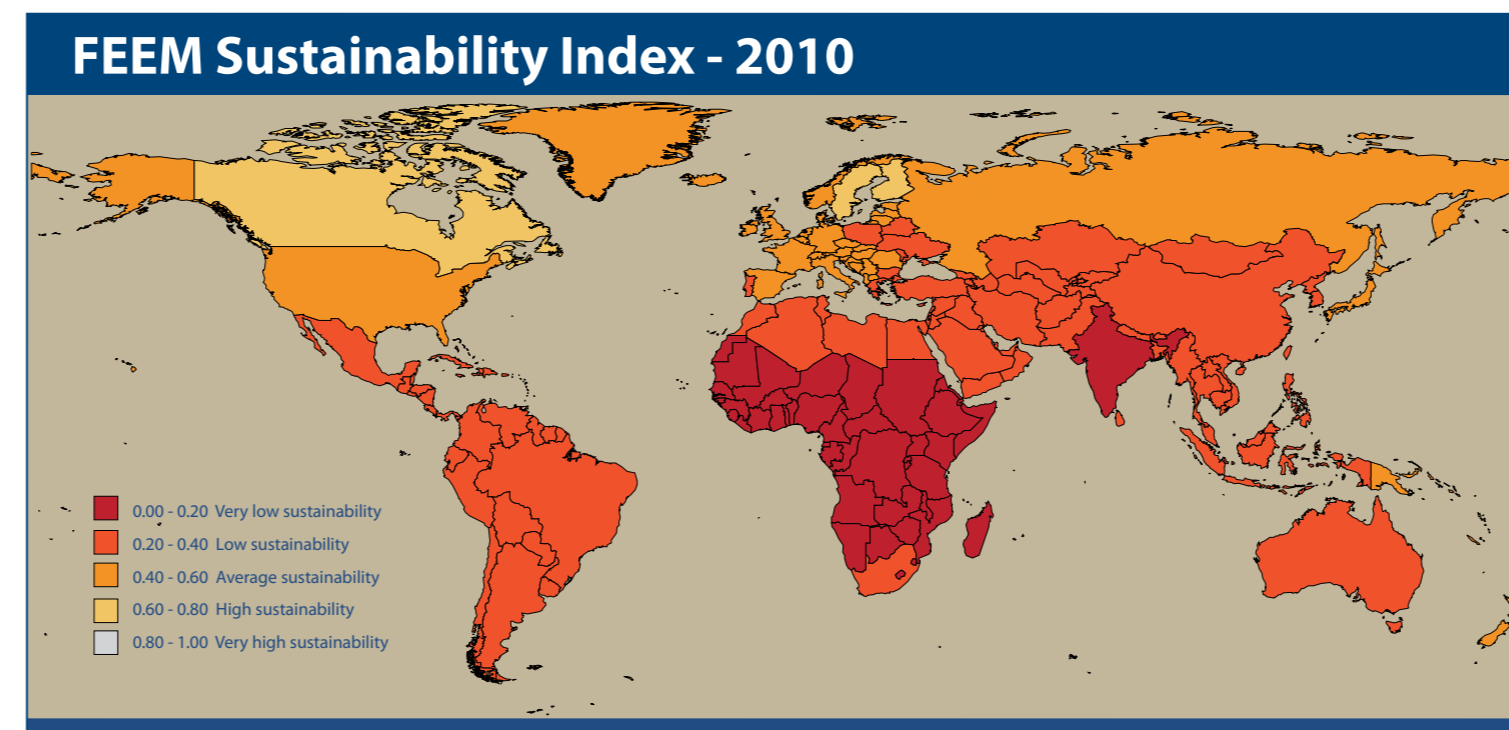 FEEM Sustainability Index - 2010
0.00 - 0.20 Very low sustainability
0.20 - 0.40 Low sustainability
0.40 - 0.60 Average sustainability
0.60 - 0.80 High sustainability
0.80 - 1.00 Very high sustainability